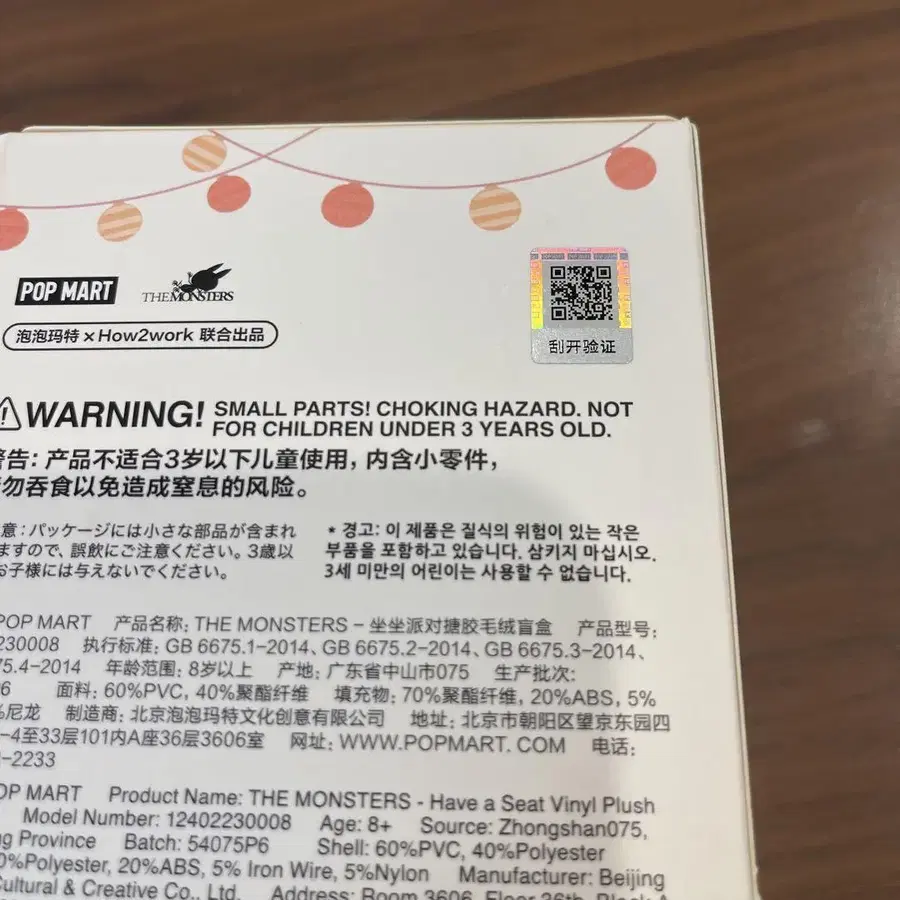 POP MART
THE MONSTERS
泡泡玛特 × How2work 联合出品
刮开验证
WARNING! SMALL PARTS! CHOKING HAZARD. NOT
FOR CHILDREN UNDER 3 YEARS OLD.
警告: 产品不适合3岁以下儿童使用, 内含小零件,
勿吞食以免造成窒息的风险。
意: パッケージには小さな部品が含まれ
ますので、誤飲にご注意ください。3歳以
お子様には与えないでください。
* 경고: 이 제품은 질식의 위험이 있는 작은
부품을 포함하고 있습니다. 삼키지 마십시오.
3세 미만의 어린이는 사용할 수 없습니다.
POP MART 产品名称: THE MONSTERS – 坐坐派对搪胶毛绒盲盒 产品型号:
230008 执行标准: GB 6675.1-2014、GB 6675.2-2014、GB 6675.3-2014、
75.4-2014 年龄范围: 8岁以上 产地: 广东省中山市075 生产批次:
6 面料: 60%PVC, 40%聚酯纤维 填充物: 70%聚酯纤维, 20%ABS, 5%
%尼龙 制造商: 北京泡泡玛特文化创意有限公司 地址: 北京市朝阳区望京东园四
-4至33层101内A座36层3606室 网址: WWW.POPMART. COM 电话:
-2233
POP MART Product Name: THE MONSTERS - Have a Seat Vinyl Plush
Model Number: 12402230008 Age: 8+ Source: Zhongshan075,
ng Province Batch: 54075P6 Shell: 60%PVC, 40%Polyester
0%Polyester, 20%ABS, 5% Iron Wire, 5%Nylon Manufacturer: Beijing
Cultural & Creative Co., Ltd. Address: Room 3606, Floor 36th, Block A